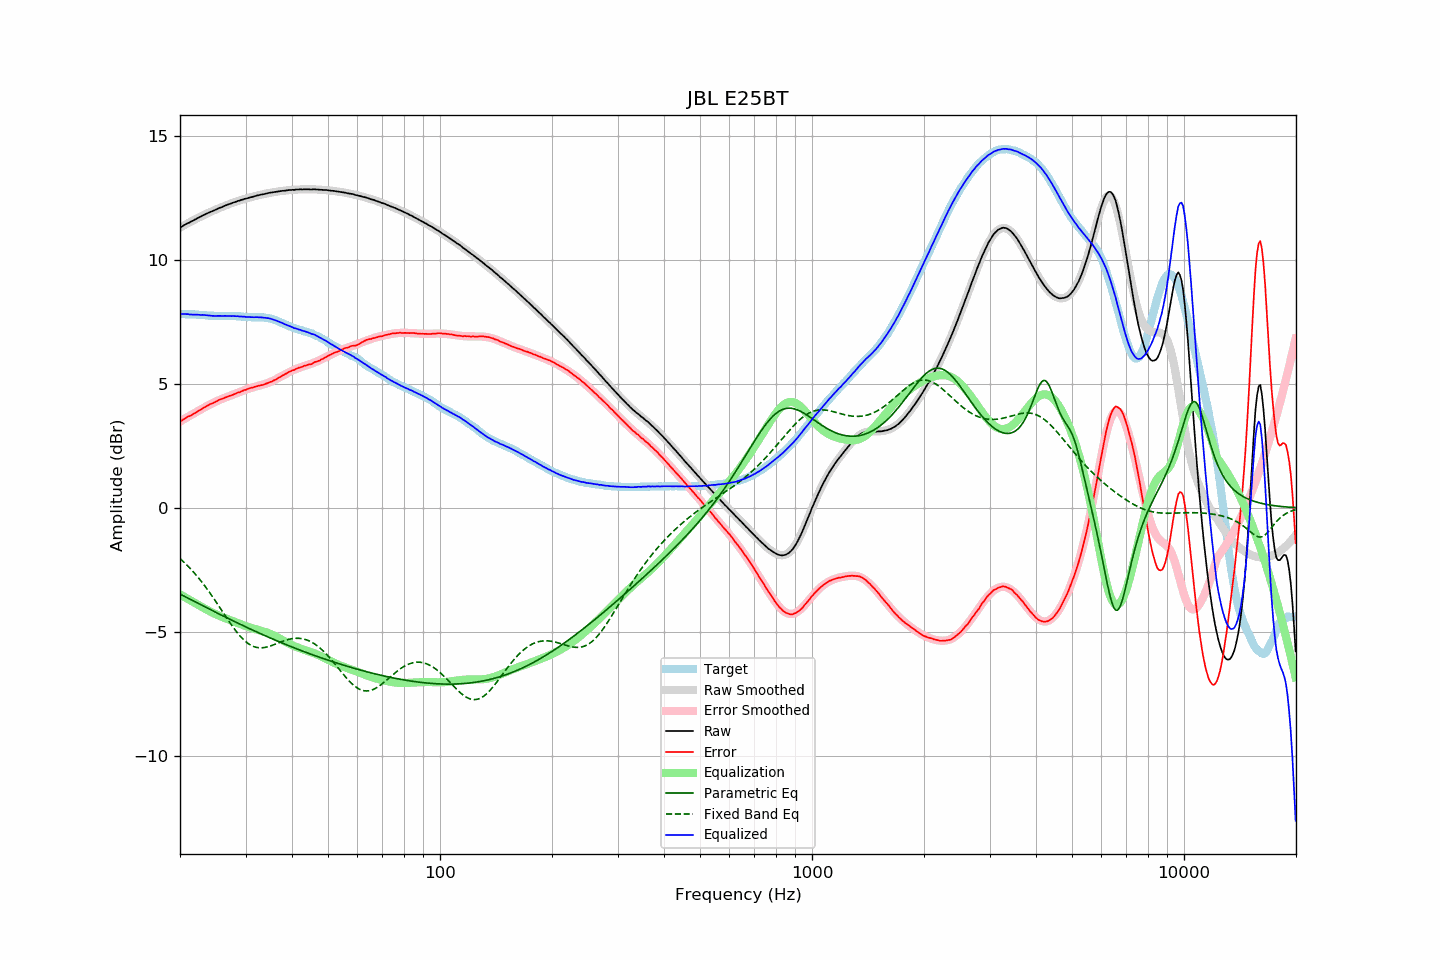 JBL E25BT
15
10
5
0
−5
−10
Amplitude (dBr)
100
1000
10000
Frequency (Hz)
Target
Raw Smoothed
Error Smoothed
Raw
Error
Equalization
Parametric Eq
Fixed Band Eq
Equalized